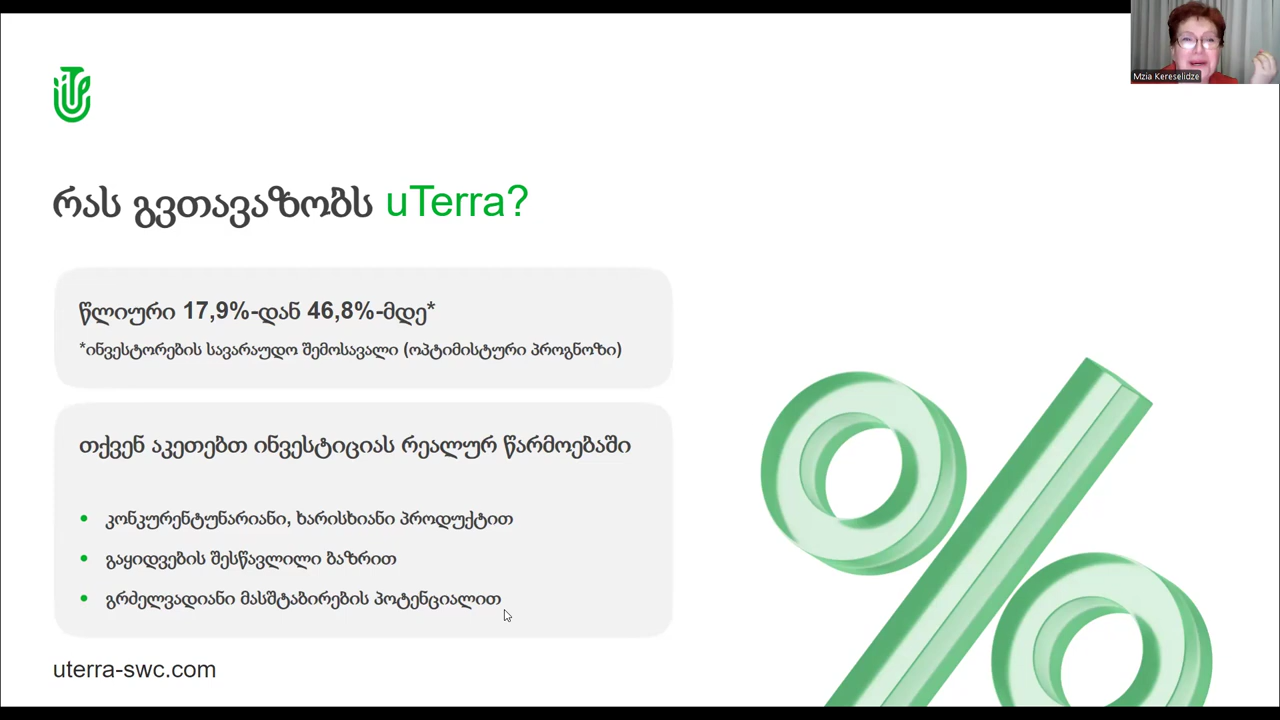 Mzia Kereselidze
რას გვთავაზობს uTerra?
წლიური 17,9%-დან 46,8%-მდე*
*ინვესტორების სავარაუდო შემოსავალი (ოპტიმისტური პროგნოზი)
თქვენ აკეთებთ ინვესტიციას რეალურ წარმოებაში
• კონკურენტუნარიანი, ხარისხიანი პროდუქტით
• გაყიდვების შესწავლილი ბაზრით
• გრძელვადიანი მასშტაბირების პოტენციალით
uterra-swc.com